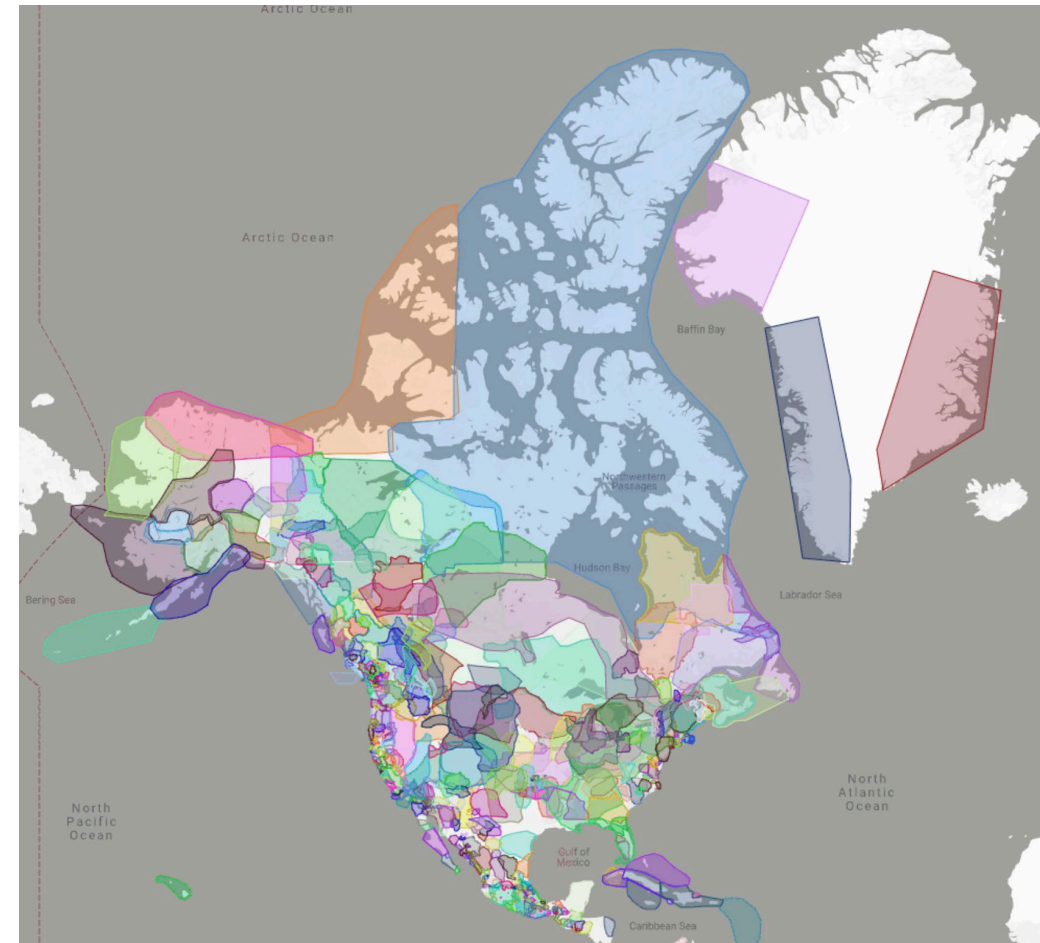 Arctic Ocean
Arctic Ocean
Baffin Bay
Northwestern
Passages
Hudson Bay
Labrador Sea
Bering Sea
North
Pacific
Ocean
North
Atlantic
Ocean
Gulf of
Mexico
Caribbean Sea